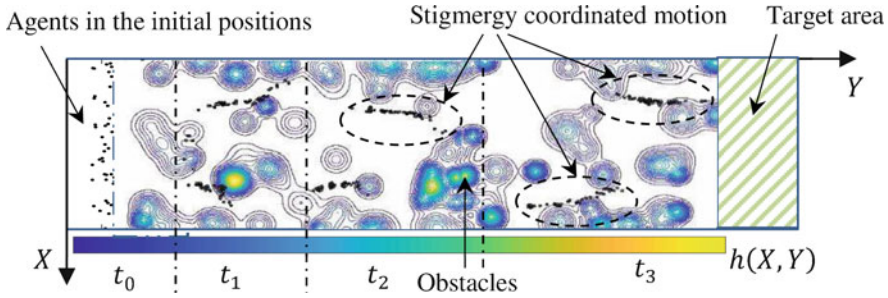 Agents in the initial positions
Stigmergy coordinated motion
Target area
Y
X
t₀
t₁
t₂
Obstacles
t₃
h(X,Y)